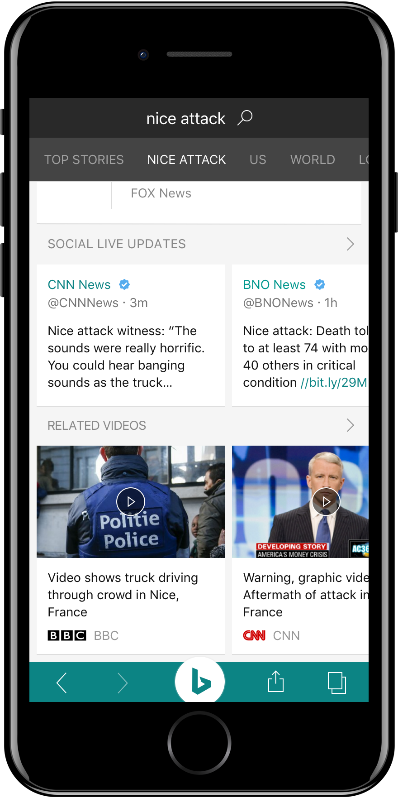 nice attack
TOP STORIES NICE ATTACK US WORLD
FOX News
SOCIAL LIVE UPDATES
CNN News
@CNNNews · 3m
Nice attack witness: “The
sounds were really horrific.
You could hear banging
sounds as the truck...
BNO News
@BNONews · 1h
Nice attack: Death tol
to at least 74 with mo
40 others in critical
condition //bit.ly/29M
RELATED VIDEOS
Politie
Police
DEVELOPING STORY
AMERICA'S MONEY CRISIS
AC36
Video shows truck driving
through crowd in Nice,
France
BBC BBC
Warning, graphic vide
Aftermath of attack in
France
CNN CNN